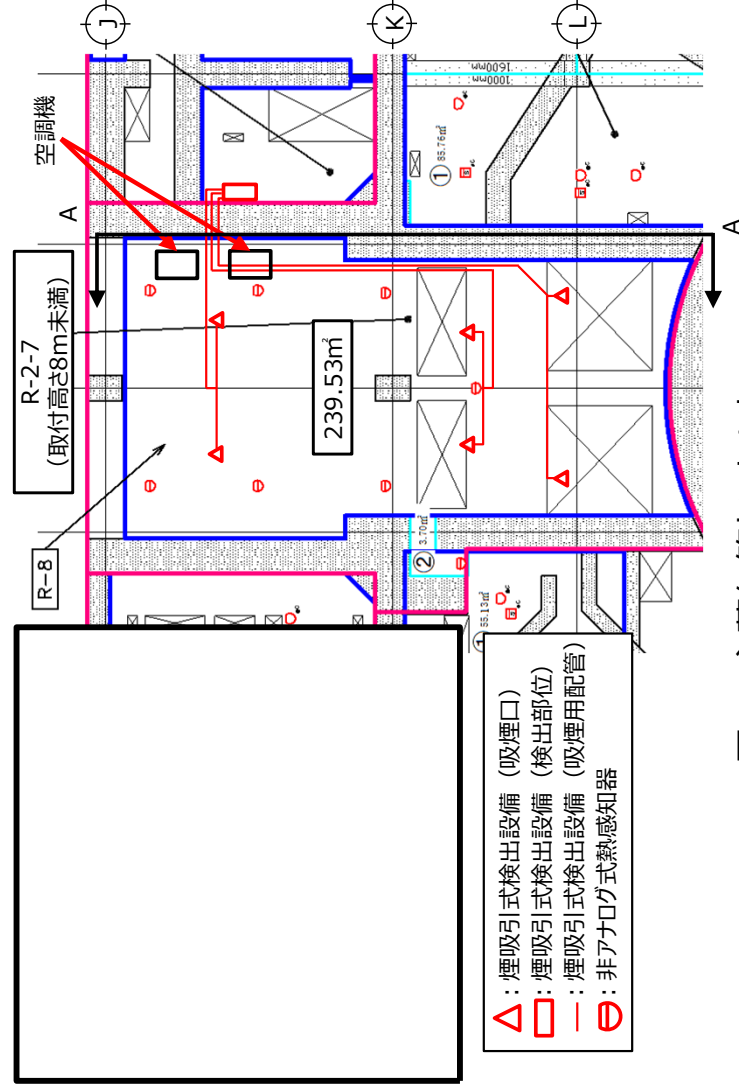 J
K
L
空調機
A
A
R-2-7
(取付高さ8m未満)
R-8
239.53㎡
1600mm
1000mm
① 85.76㎡
② 3.70㎡
55.13㎡
△：煙吸引式検出設備（吸煙口）
□：煙吸引式検出設備（検出部位）
―：煙吸引式検出設備（吸煙用配管）
：非アナログ式熱感知器